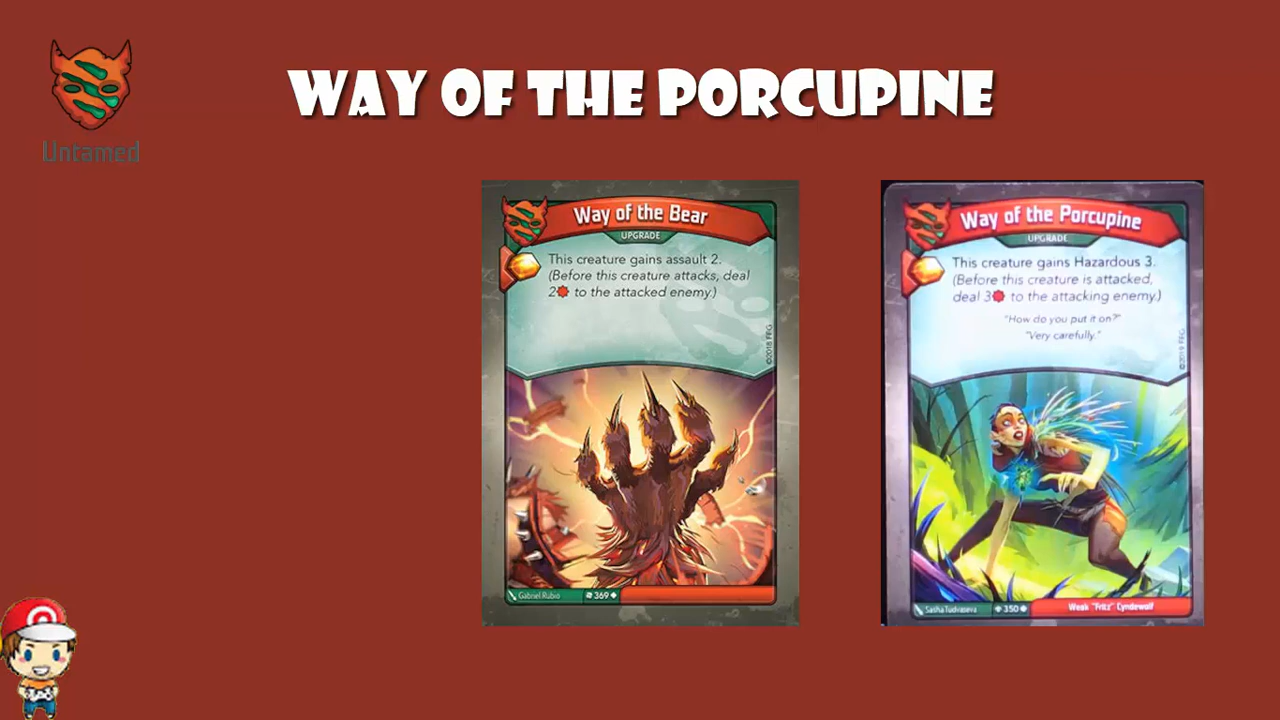 WAY OF THE PORCUPINE
Untamed
Way of the Bear
UPGRADE
This creature gains assault 2.
(Before this creature attacks, deal
2 to the attacked enemy.)
©2018 FFG
Gabriel Rubio
369
Way of the Porcupine
UPGRADE
This creature gains Hazardous 3.
(Before this creature is attacked,
deal 3 to the attacking enemy.)
"How do you put it on?"
"Very carefully."
©2019 FFG
Sasha Tudvaseva
350
Weak "Fritz" Cyndewolf